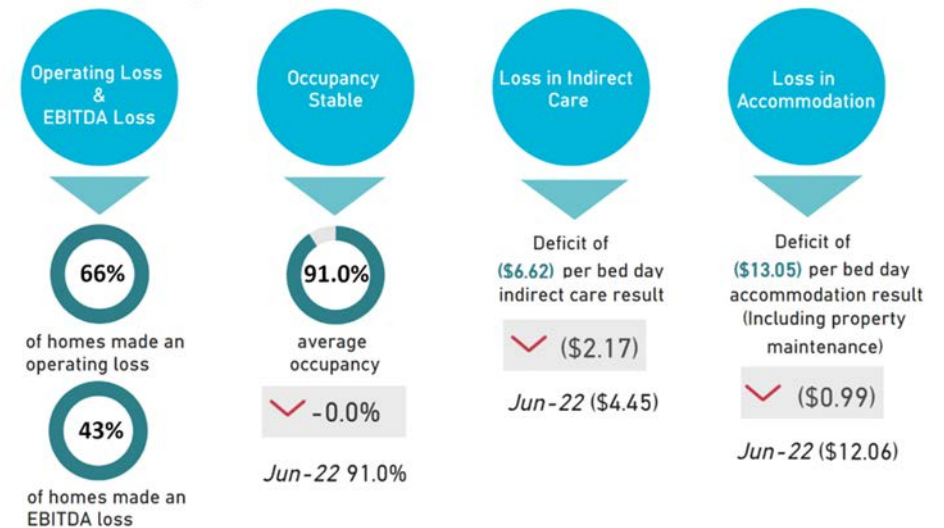 Operating Loss
&
EBITDA Loss
66%
of homes made an
operating loss
43%
of homes made an
EBITDA loss
Occupancy
Stable
91.0%
average
occupancy
-0.0%
Jun-22 91.0%
Loss in Indirect
Care
Deficit of
($6.62) per bed day
indirect care result
($2.17)
Jun-22 ($4.45)
Loss in
Accommodation
Deficit of
($13.05) per bed day
accommodation result
(Including property
maintenance)
($0.99)
Jun-22 ($12.06)